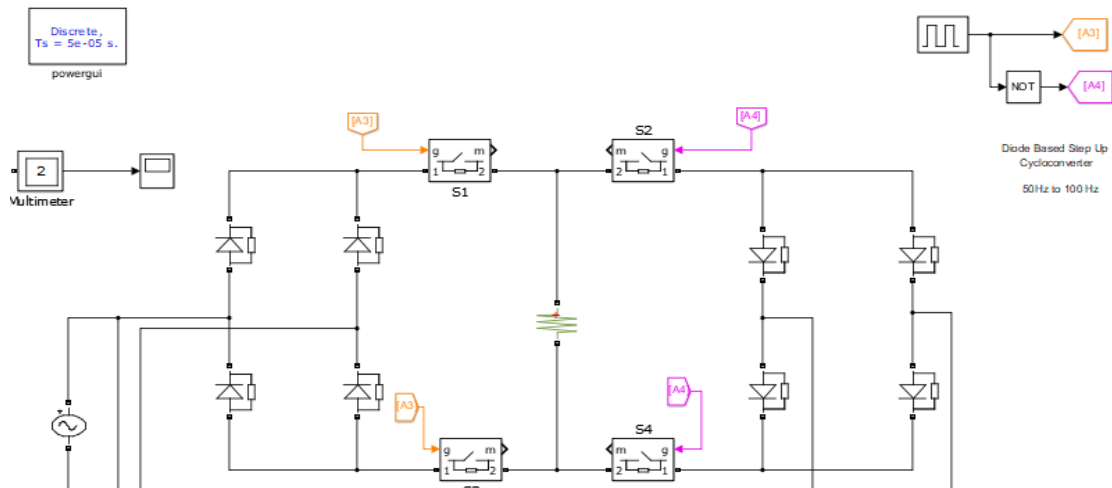 Discrete,
Ts = 5e-05 s.
powergui
[A3]
NOT
[A4]
Diode Based Step Up
Cycloconverter
50Hz to 100 Hz
[A3]
[A4]
S2
g
m
m
g
1
2
2
1
S1
2
Multimeter
[A3]
[A4]
S4
g
m
m
g
1
2
2
1